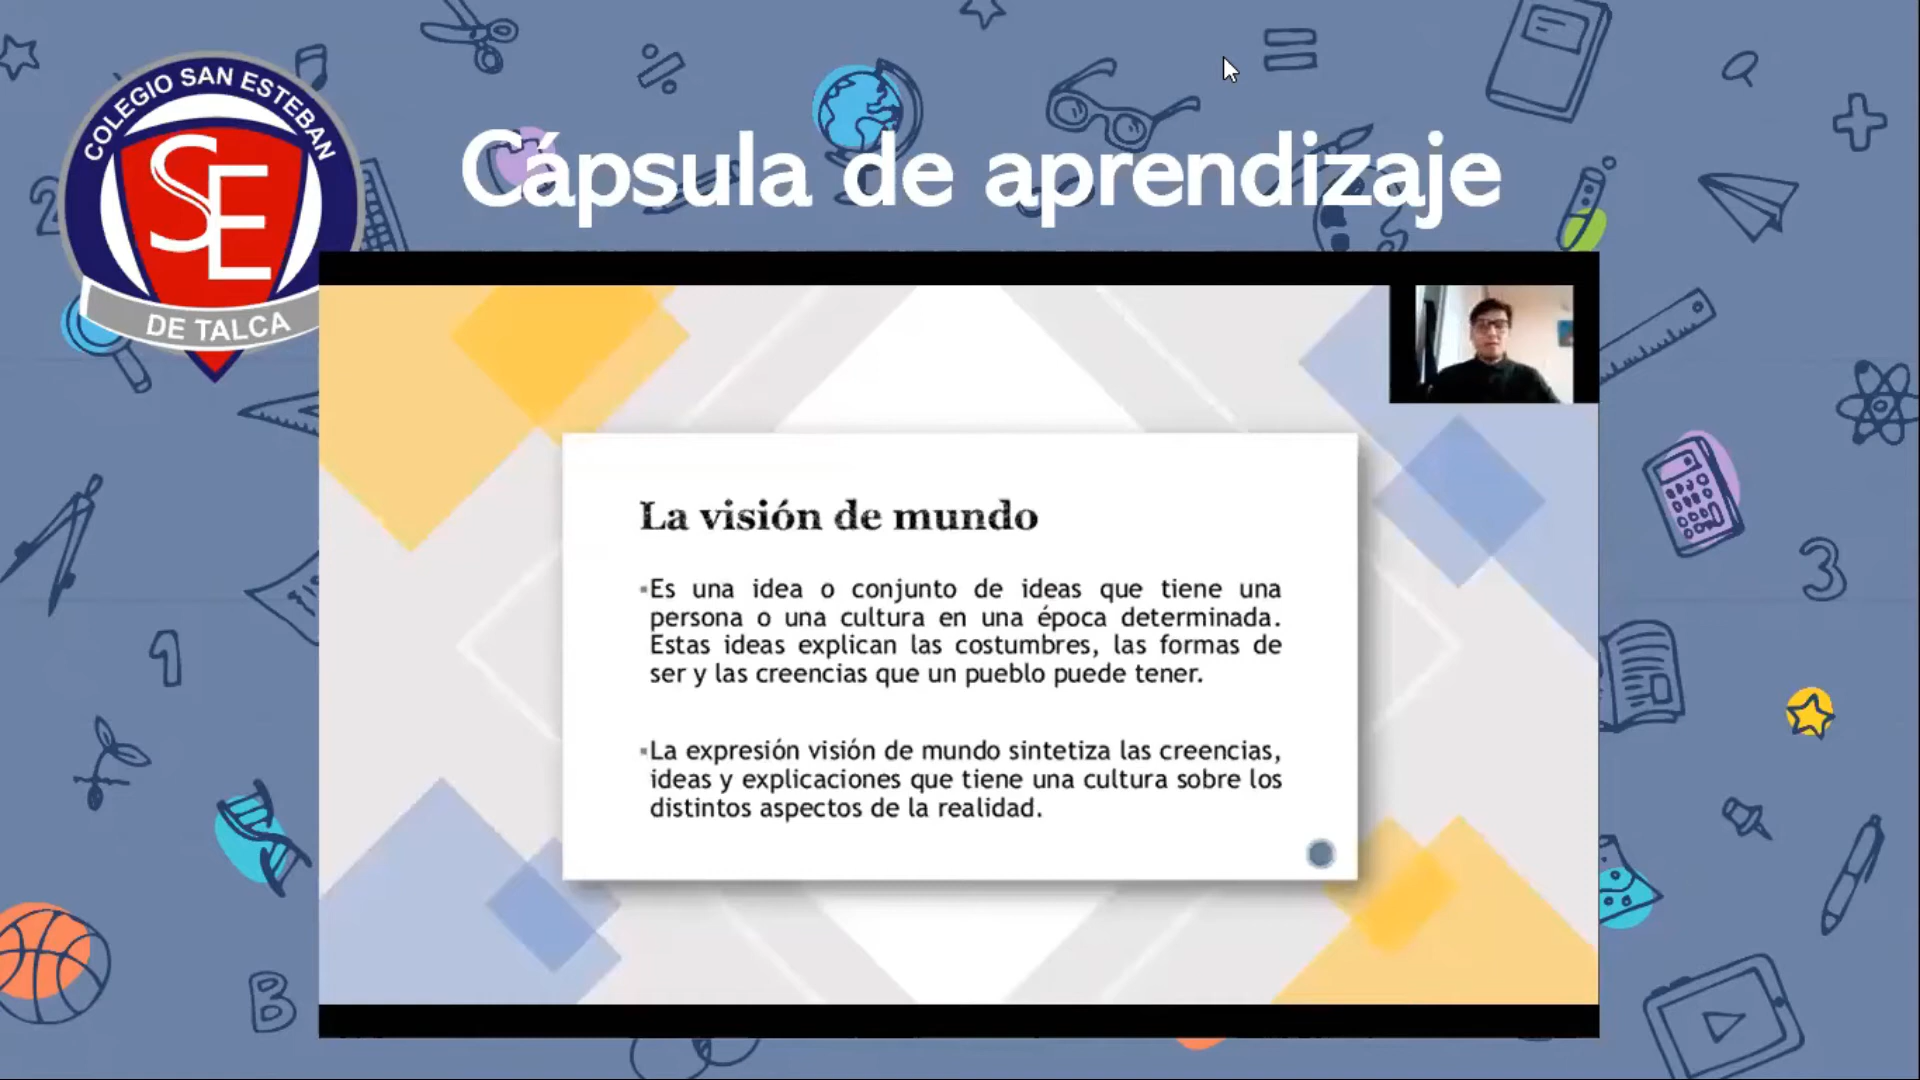 COLEGIO SAN ESTEBAN
SE
DE TALCA
Cápsula de aprendizaje
La visión de mundo
▪Es una idea o conjunto de ideas que tiene una
persona o una cultura en una época determinada.
Estas ideas explican las costumbres, las formas de
ser y las creencias que un pueblo puede tener.
▪La expresión visión de mundo sintetiza las creencias,
ideas y explicaciones que tiene una cultura sobre los
distintos aspectos de la realidad.
2
1
3
B